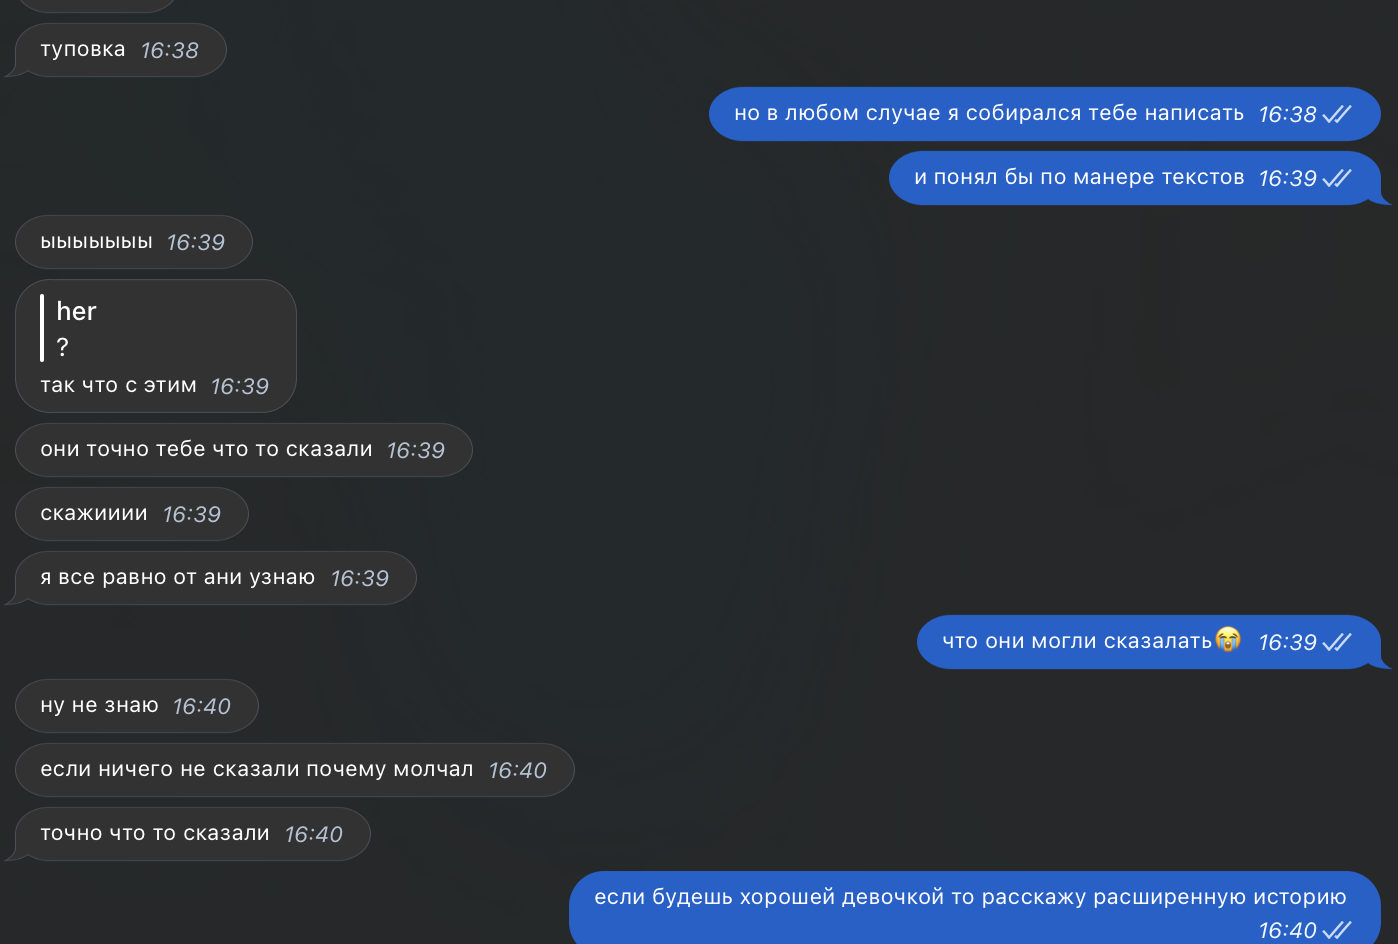 туповка 16:38
но в любом случае я собирался тебе написать 16:38
и понял бы по манере текстов 16:39
ыыыыыыы 16:39
her
?
так что с этим 16:39
они точно тебе что то сказали 16:39
скажииии 16:39
я все равно от ани узнаю 16:39
что они могли сказалать😭 16:39
ну не знаю 16:40
если ничего не сказали почему молчал 16:40
точно что то сказали 16:40
если будешь хорошей девочкой то расскажу расширенную историю
16:40